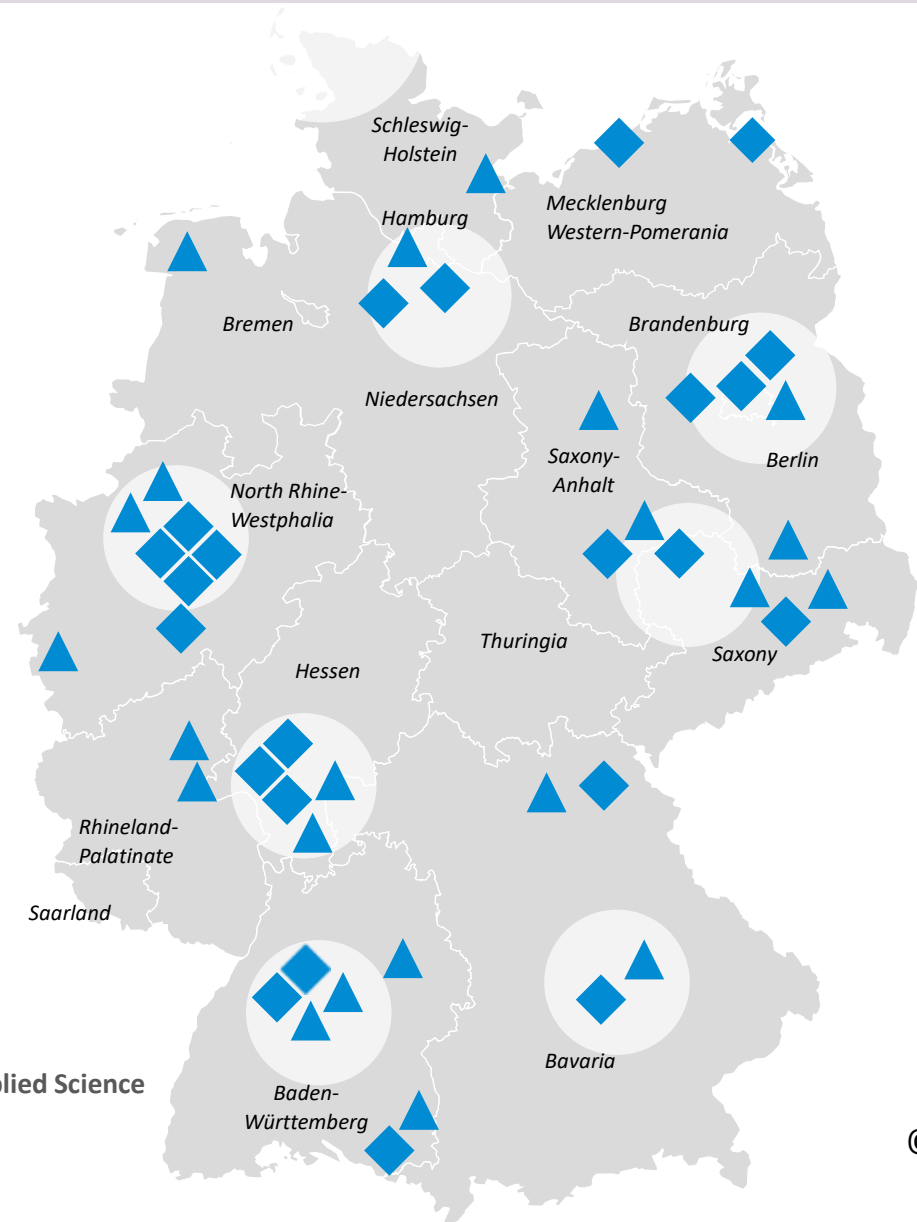 Schleswig-
Holstein
Hamburg
Mecklenburg
Western-Pomerania
Bremen
Brandenburg
Niedersachsen
Saxony-
Anhalt
Berlin
North Rhine-
Westphalia
Thuringia
Saxony
Hessen
Rhineland-
Palatinate
Saarland
Bavaria
lied Science
Baden-
Württemberg